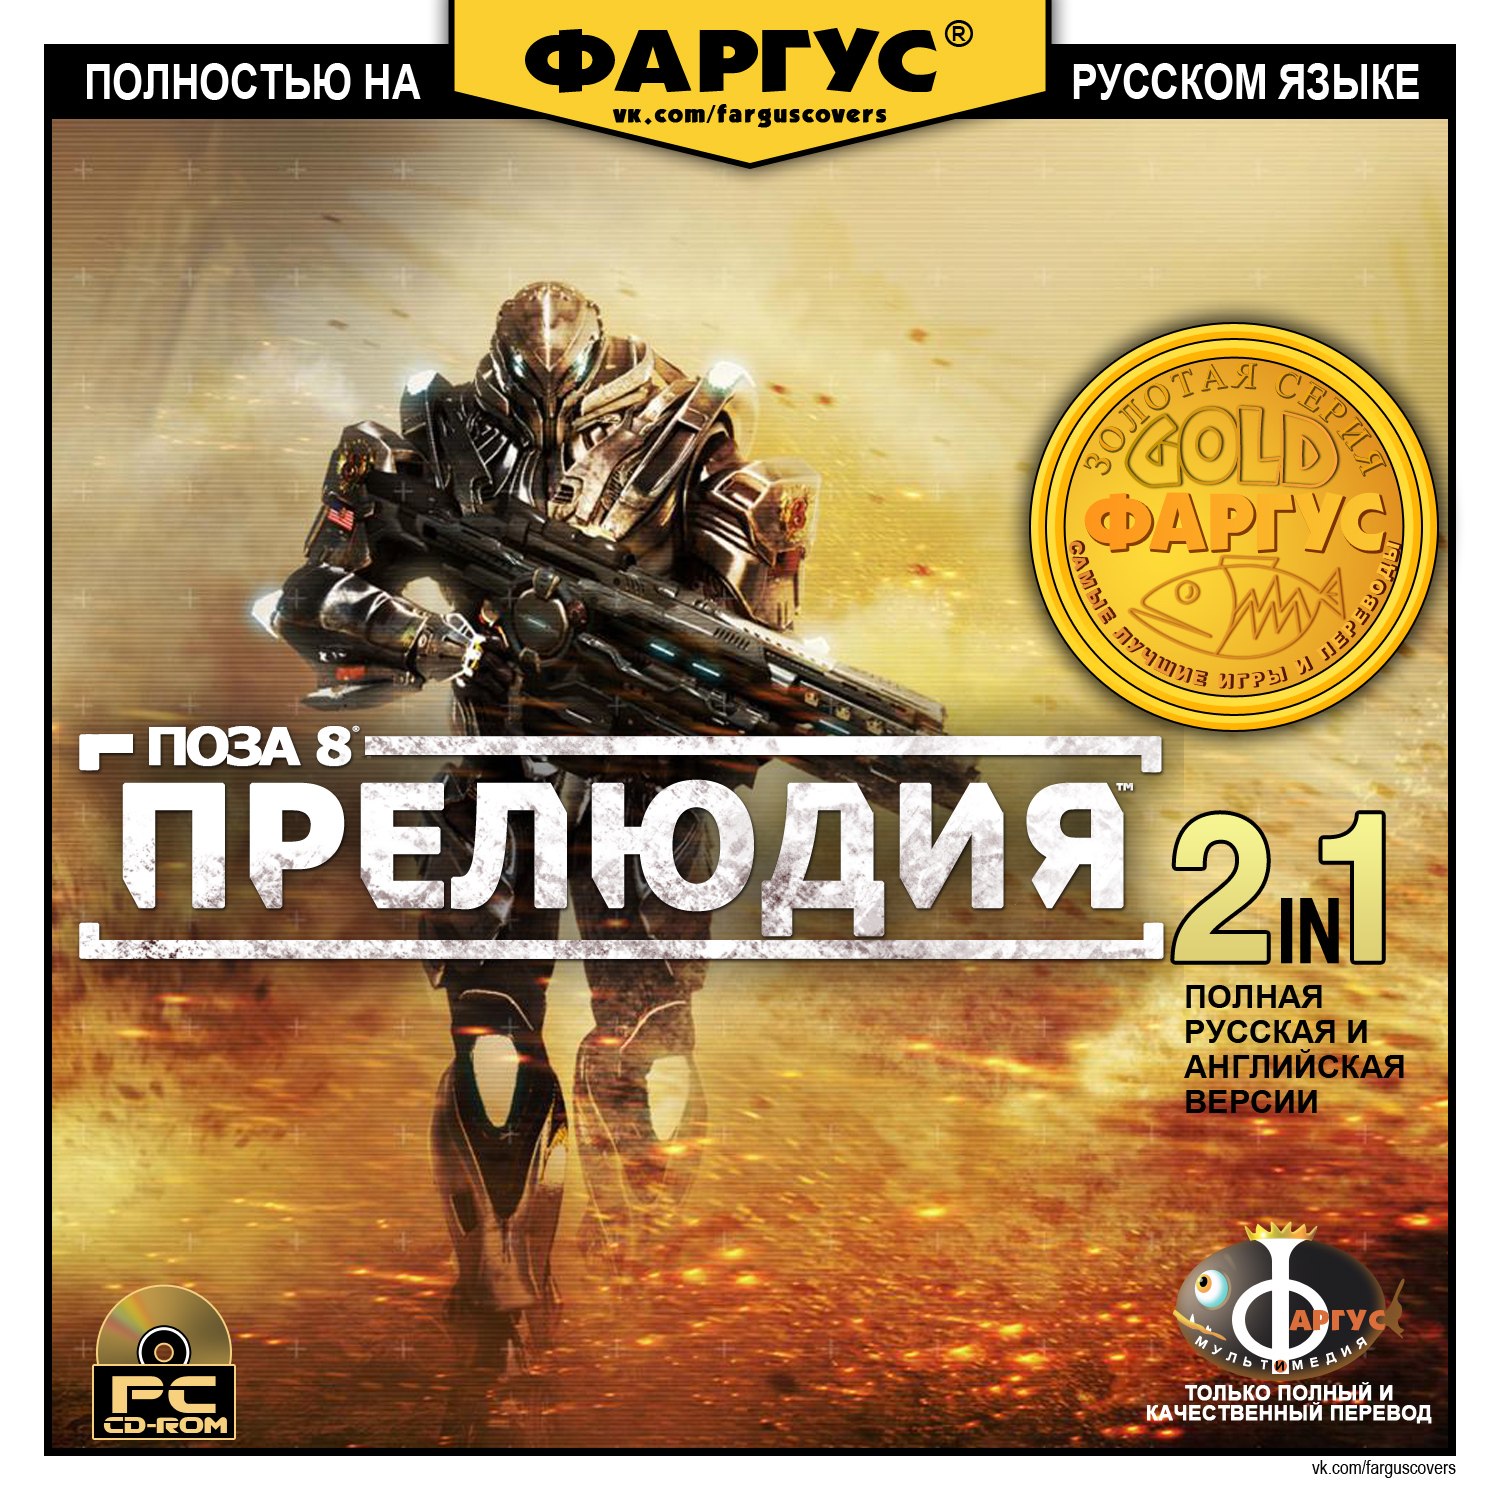 ПОЛНОСТЬЮ НА
ФАРГУС®
РУССКОМ ЯЗЫКЕ
vk.com/farguscovers
ЗОЛОТАЯ СЕРИЯ
GOLD
ФАРГУС
САМЫЕ ЛУЧШИЕ ИГРЫ И ПЕРЕВОДЫ
ПОЗА 8®
ПРЕЛЮДИЯ™
2IN1
ПОЛНАЯ
РУССКАЯ И
АНГЛИЙСКАЯ
ВЕРСИИ
PC
CD-ROM
ФАРГУС
МУЛЬТИМЕДИЯ
ТОЛЬКО ПОЛНЫЙ И
КАЧЕСТВЕННЫЙ ПЕРЕВОД
vk.com/farguscovers